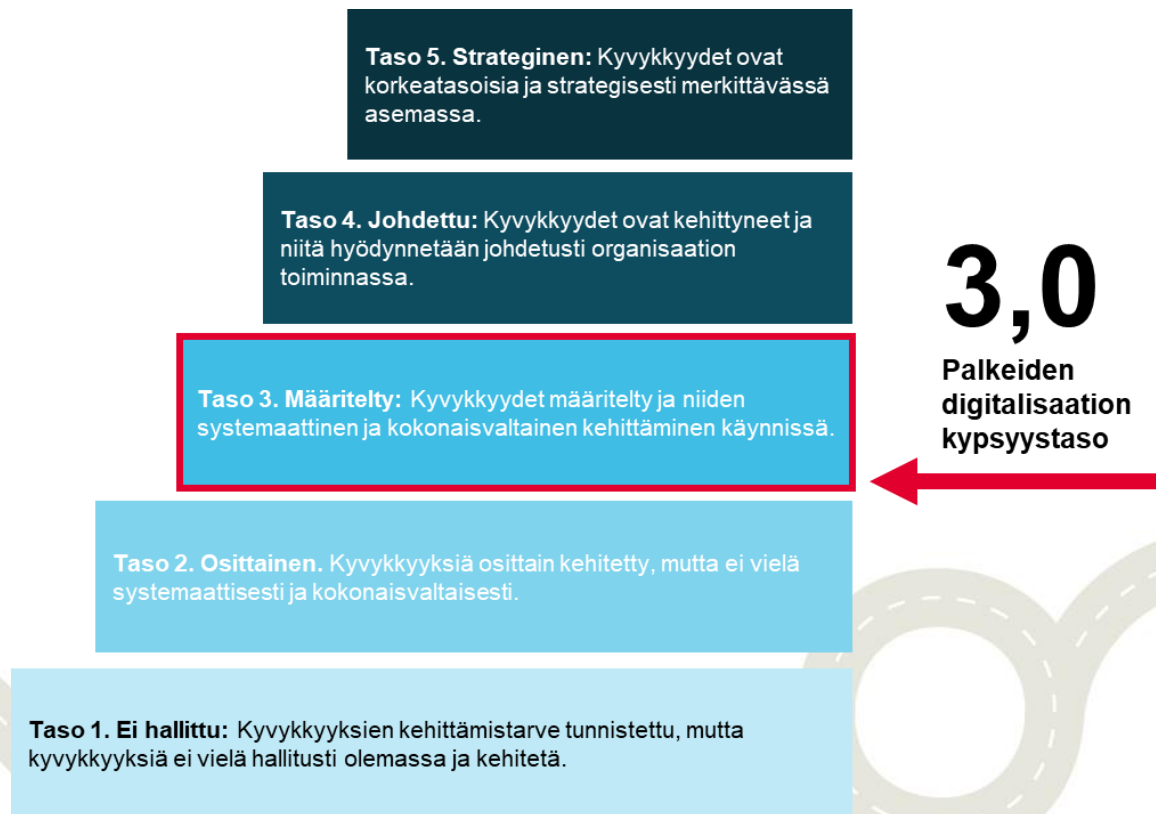 Taso 5. Strateginen: Kyvykkyydet ovat
korkeatasoisia ja strategisesti merkittävässä
asemassa.
Taso 4. Johdettu: Kyvykkyydet ovat kehittyneet ja
niitä hyödynnetään johdetusti organisaation
toiminnassa.
3,0
Palkeiden
digitalisaation
kypsyystaso
Taso 3. Määritelty: Kyvykkyydet määritelty ja niiden
systemaattinen ja kokonaisvaltainen kehittäminen käynnissä.
Taso 2. Osittainen. Kyvykkyyksiä osittain kehitetty, mutta ei vielä
systemaattisesti ja kokonaisvaltaisesti.
Taso 1. Ei hallittu: Kyvykkyyksien kehittämistarve tunnistettu, mutta
kyvykkyyksiä ei vielä hallitusti olemassa ja kehitetä.